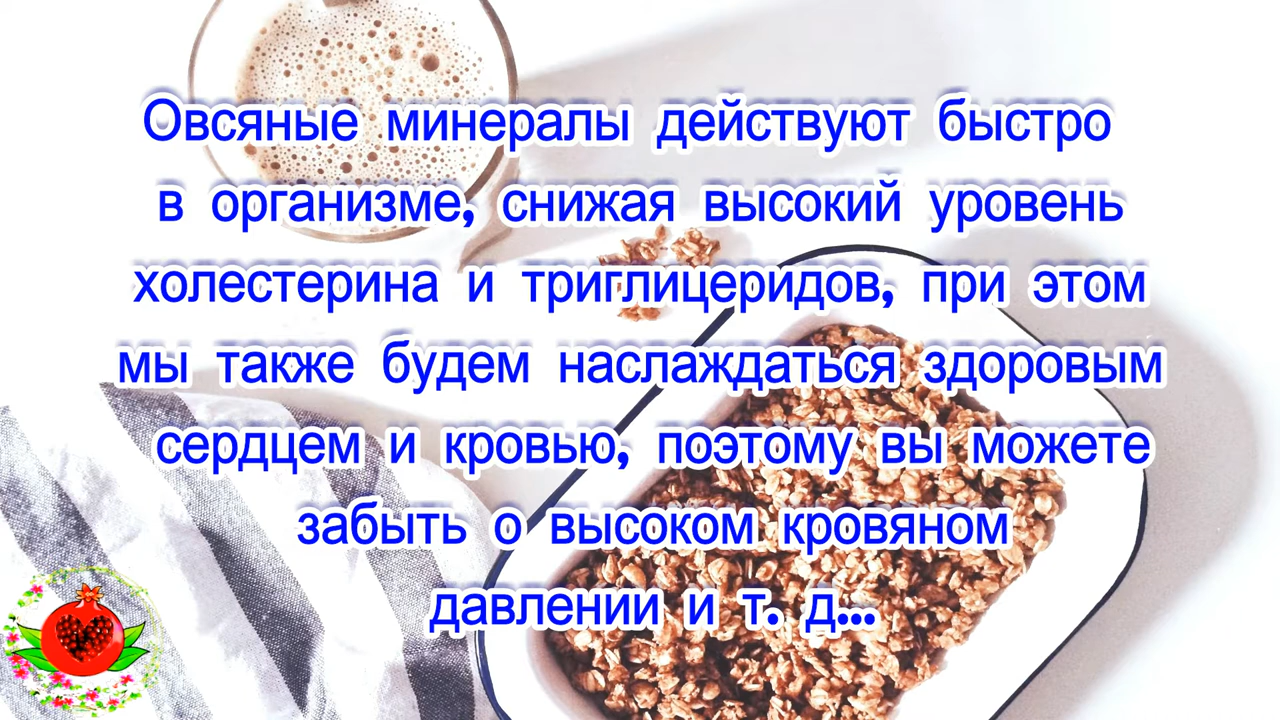 Овсяные минералы действуют быстро
в организме, снижая высокий уровень
холестерина и триглицеридов, при этом
мы также будем наслаждаться здоровым
сердцем и кровью, поэтому вы можете
забыть о высоком кровяном
давлении и т. д...